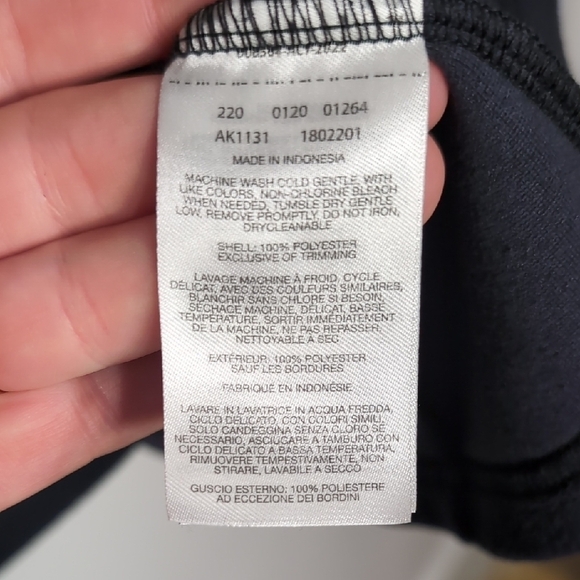 220 0120 01264
AK1131 1802201
MADE IN INDONESIA
MACHINE WASH COLD GENTLE, WITH
LIKE COLORS, NON-CHLORINE BLEACH
WHEN NEEDED, TUMBLE DRY GENTLE
LOW, REMOVE PROMPTLY, DO NOT IRON,
DRYCLEANABLE
SHELL: 100% POLYESTER
EXCLUSIVE OF TRIMMING
LAVAGE MACHINE À FROID, CYCLE
DÉLICAT, AVEC DES COULEURS SIMILAIRES,
BLANCHIR SANS CHLORE SI BESOIN,
SÉCHAGE MACHINE, DÉLICAT, BASSE
TEMPÉRATURE, SORTIR IMMÉDIATEMENT
DE LA MACHINE, NE PAS REPASSER,
NETTOYABLE A SEC
EXTÉRIEUR: 100% POLYESTER
SAUF LES BORDURES
FABRIQUÉ EN INDONÉSIE
LAVARE IN LAVATRICE IN ACQUA FREDDA,
CICLO DELICATO, CON COLORI SIMILI,
SOLO CANDEGGINA SENZA CLORO SE
NECESSARIO, ASCIUGARE A TAMBURO CON
CICLO DELICATO A BASSA TEMPERATURA,
RIMUOVERE TEMPESTIVAMENTE, NON
STIRARE, LAVABILE A SECCO
GUSCIO ESTERNO: 100% POLIESTERE
AD ECCEZIONE DEI BORDINI